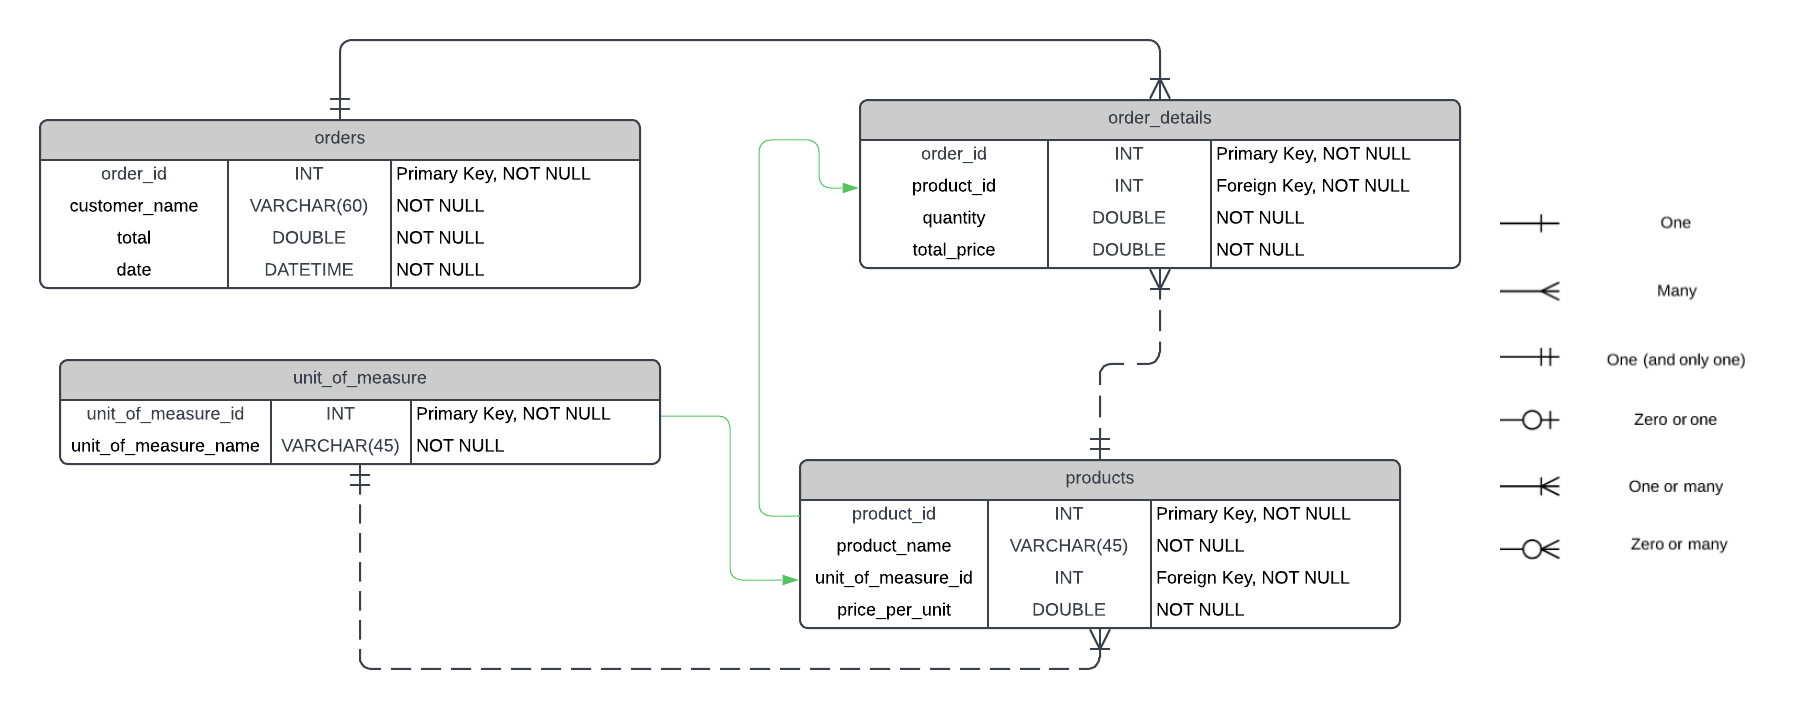 orders
order_id INT Primary Key, NOT NULL
customer_name VARCHAR(60) NOT NULL
total DOUBLE NOT NULL
date DATETIME NOT NULL
order_details
order_id INT Primary Key, NOT NULL
product_id INT Foreign Key, NOT NULL
quantity DOUBLE NOT NULL
total_price DOUBLE NOT NULL
unit_of_measure
unit_of_measure_id INT Primary Key, NOT NULL
unit_of_measure_name VARCHAR(45) NOT NULL
products
product_id INT Primary Key, NOT NULL
product_name VARCHAR(45) NOT NULL
unit_of_measure_id INT Foreign Key, NOT NULL
price_per_unit DOUBLE NOT NULL
One
Many
One (and only one)
Zero or one
One or many
Zero or many